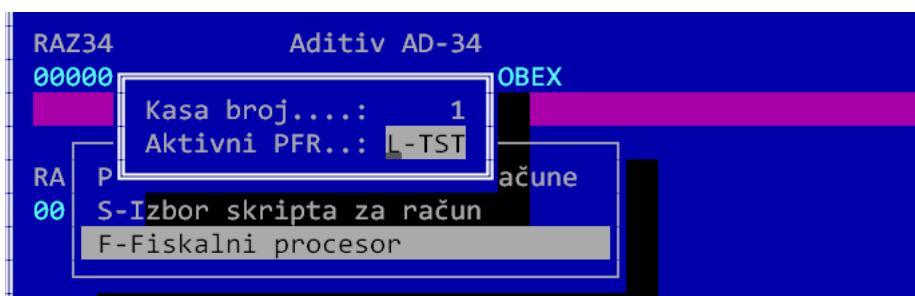 RAZ34 Aditiv AD-34
00000 OBEX
Kasa broj....: 1
Aktivni PFR..: L-TST
RA P ačune
00 S-Izbor skripta za račun
F-Fiskalni procesor